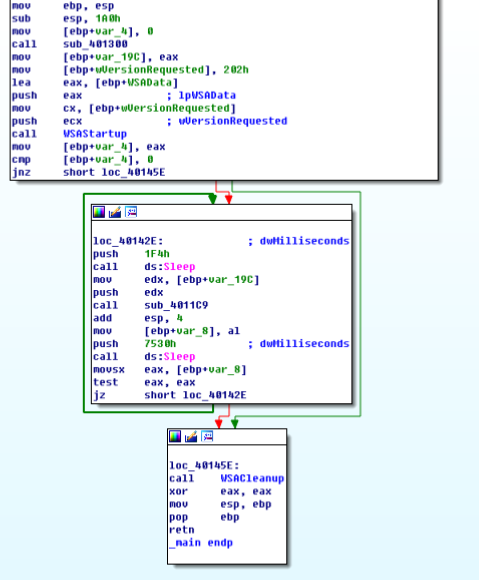 mov ebp, esp
sub esp, 1A0h
mov [ebp+var_4], 0
call sub_401300
mov [ebp+var_19C], eax
mov [ebp+wVersionRequested], 202h
lea eax, [ebp+WSAData]
push eax ; lpWSAData
mov cx, [ebp+wVersionRequested]
push ecx ; wVersionRequested
call WSAStartup
mov [ebp+var_4], eax
cmp [ebp+var_4], 0
jnz short loc_40145E
loc_40142E: ; dwMilliseconds
push 1F4h
call ds:Sleep
mov edx, [ebp+var_19C]
push edx
call sub_4011C9
add esp, 4
mov [ebp+var_8], al
push 7530h ; dwMilliseconds
call ds:Sleep
movsx eax, [ebp+var_8]
test eax, eax
jz short loc_40142E
loc_40145E:
call WSACleanup
xor eax, eax
mov esp, ebp
pop ebp
retn
_main endp